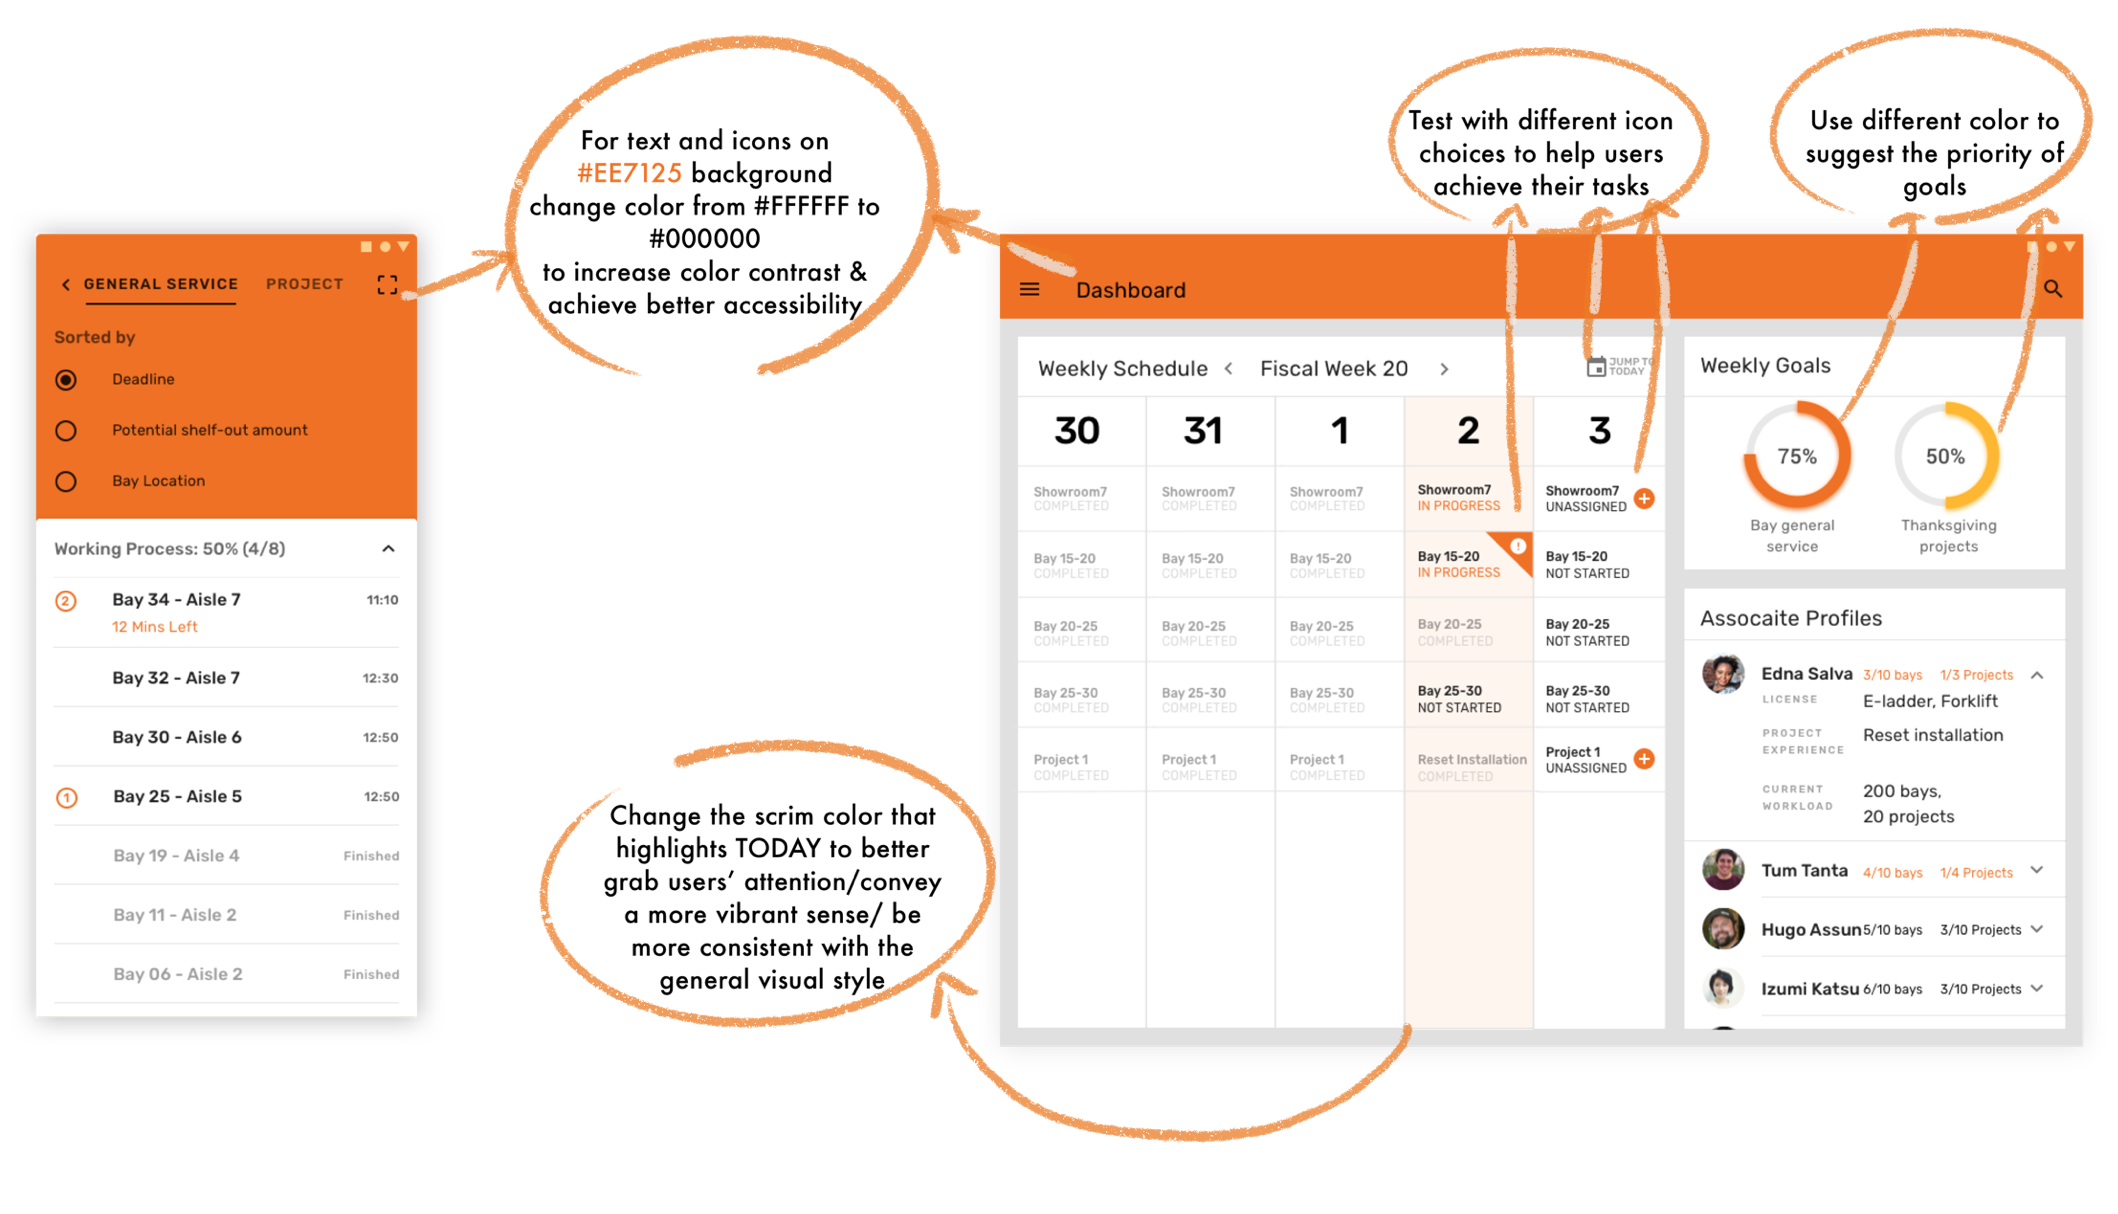 For text and icons on
#EE7125 background
change color from #FFFFFF to
#000000
to increase color contrast &
achieve better accessibility
Test with different icon
choices to help users
achieve their tasks
Use different color to
suggest the priority of
goals
GENERAL SERVICE PROJECT
Sorted by
Deadline
Potential shelf-out amount
Bay Location
Working Process: 50% (4/8)
2 Bay 34 - Aisle 7 11:10
12 Mins Left
Bay 32 - Aisle 7 12:30
Bay 30 - Aisle 6 12:50
1 Bay 25 - Aisle 5 12:50
Bay 19 - Aisle 4 Finished
Bay 11 - Aisle 2 Finished
Bay 06 - Aisle 2 Finished
Change the scrim color that
highlights TODAY to better
grab users’ attention/convey
a more vibrant sense/ be
more consistent with the
general visual style
Dashboard
Weekly Schedule < Fiscal Week 20 >
JUMP TO
TODAY
30 31 1 2 3
Showroom7 Showroom7 Showroom7 Showroom7 Showroom7
COMPLETED COMPLETED COMPLETED IN PROGRESS UNASSIGNED
Bay 15-20 Bay 15-20 Bay 15-20 Bay 15-20 Bay 15-20
COMPLETED COMPLETED COMPLETED IN PROGRESS NOT STARTED
Bay 20-25 Bay 20-25 Bay 20-25 Bay 20-25 Bay 20-25
COMPLETED COMPLETED COMPLETED COMPLETED NOT STARTED
Bay 25-30 Bay 25-30 Bay 25-30 Bay 25-30 Bay 25-30
COMPLETED COMPLETED COMPLETED NOT STARTED NOT STARTED
Project 1 Project 1 Project 1 Reset Installation Project 1
COMPLETED COMPLETED COMPLETED COMPLETED UNASSIGNED
Weekly Goals
75% 50%
Bay general Thanksgiving
service projects
Assocaite Profiles
Edna Salva 3/10 bays 1/3 Projects
LICENSE E-ladder, Forklift
PROJECT
EXPERIENCE Reset installation
CURRENT
WORKLOAD
200 bays,
20 projects
Tum Tanta 4/10 bays 1/4 Projects
Hugo Assun 5/10 bays 3/10 Projects
Izumi Katsu 6/10 bays 3/10 Projects